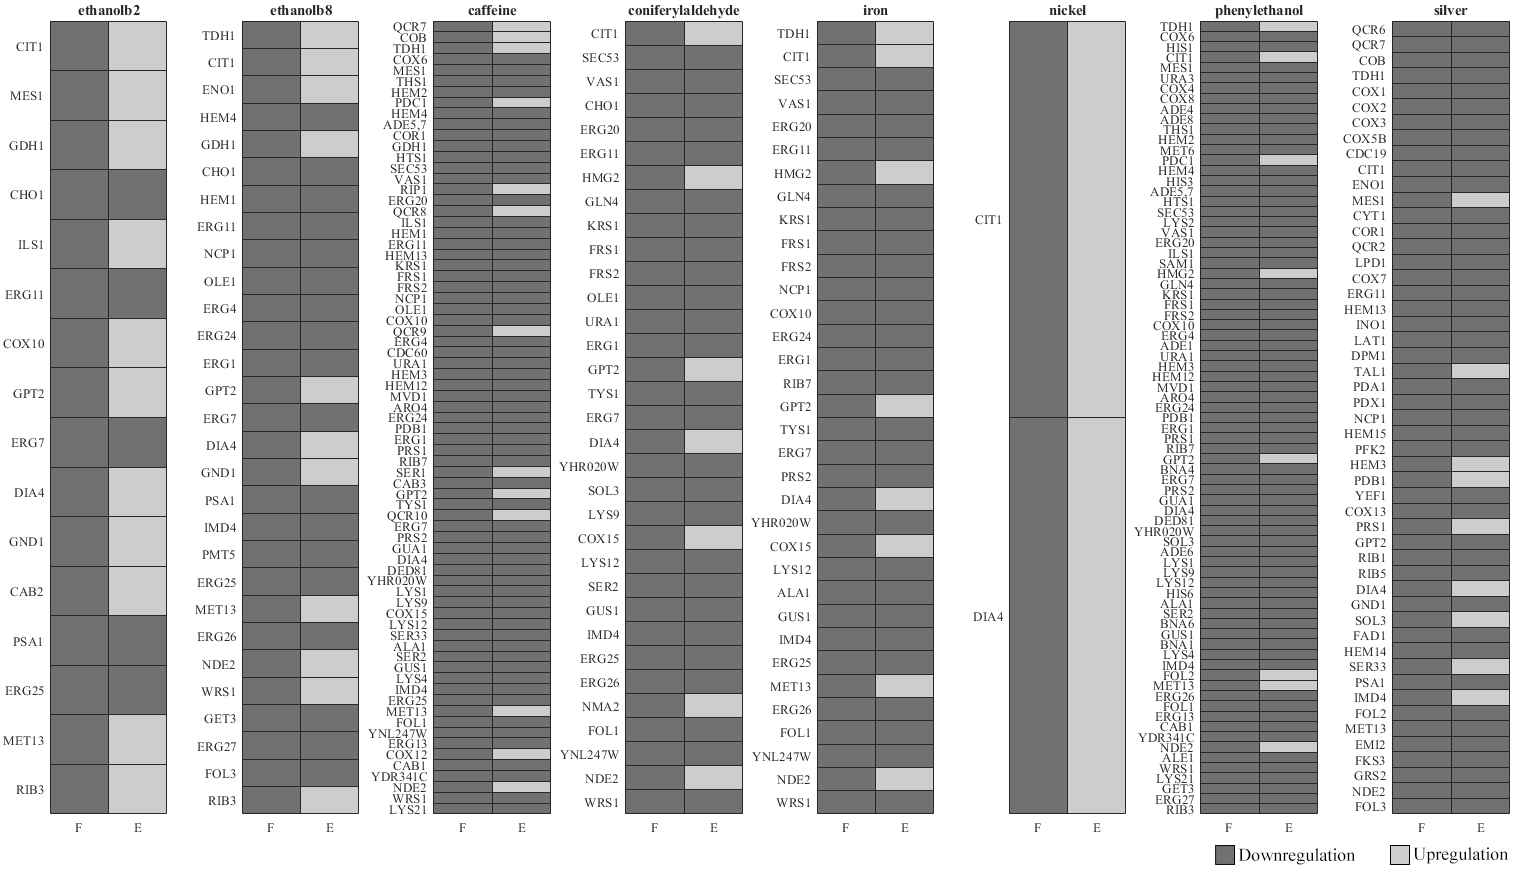 ethanolb2
CIT1
MES1
GDH1
CHO1
ILS1
ERG11
COX10
GPT2
ERG7
DIA4
GND1
CAB2
PSA1
ERG25
MET13
RIB3
F E
ethanolb8
TDH1
CIT1
ENO1
HEM4
GDH1
CHO1
HEM1
ERG11
NCP1
OLE1
ERG4
ERG24
ERG1
GPT2
ERG7
DIA4
GND1
PSA1
IMD4
PMT5
ERG25
MET13
ERG26
NDE2
WRS1
GET3
ERG27
FOL3
RIB3
F E
caffeine
QCR7
COB
TDH1
COX6
MES1
THS1
HEM2
PDC1
HEM4
ADE5,7
COR1
GDH1
HTS1
SEC53
VAS1
RIP1
ERG20
QCR8
ILS1
HEM1
ERG11
HEM13
KRS1
FRS1
FRS2
NCP1
OLE1
COX10
QCR9
ERG4
CDC60
URA1
HEM3
HEM12
MVD1
ARO4
ERG24
PDB1
ERG1
PRS1
RIB7
SER1
CAB3
GPT2
TYS1
QCR10
ERG7
PRS2
GUA1
DIA4
DED81
YHR020W
LYS1
LYS9
COX15
LYS12
SER33
ALA1
SER2
GUS1
LYS4
IMD4
ERG25
MET13
FOL1
YNL247W
ERG13
COX12
CAB1
YDR341C
NDE2
WRS1
LYS21
F E
coniferylaldehyde
CIT1
SEC53
VAS1
CHO1
ERG20
ERG11
HMG2
GLN4
KRS1
FRS1
FRS2
OLE1
URA1
ERG1
GPT2
TYS1
ERG7
DIA4
YHR020W
SOL3
LYS9
COX15
LYS12
SER2
GUS1
IMD4
ERG25
ERG26
NMA2
FOL1
YNL247W
NDE2
WRS1
F E
iron
TDH1
CIT1
SEC53
VAS1
ERG20
ERG11
HMG2
GLN4
KRS1
FRS1
FRS2
NCP1
COX10
ERG24
ERG1
RIB7
GPT2
TYS1
ERG7
PRS2
DIA4
YHR020W
COX15
LYS12
ALA1
GUS1
IMD4
ERG25
MET13
ERG26
FOL1
YNL247W
NDE2
WRS1
F E
nickel
CIT1
DIA4
F E
phenylethanol
TDH1
COX6
HIS1
CIT1
MES1
URA3
COX4
COX8
ADE4
ADE8
THS1
HEM2
MET6
PDC1
HEM4
HIS3
ADE5,7
HTS1
SEC53
LYS2
VAS1
ERG20
ILS1
SAM1
HMG2
GLN4
KRS1
FRS1
FRS2
COX10
ERG4
ADE1
URA1
HEM3
HEM12
MVD1
ARO4
ERG24
PDB1
ERG1
PRS1
RIB7
GPT2
BNA4
ERG7
PRS2
GUA1
DIA4
DED81
YHR020W
SOL3
ADE6
LYS1
LYS9
LYS12
HIS6
ALA1
SER2
BNA6
GUS1
BNA1
LYS4
IMD4
FOL2
MET13
ERG26
FOL1
ERG13
CAB1
YDR341C
NDE2
ALE1
WRS1
LYS21
GET3
ERG27
RIB3
F E
silver
QCR6
QCR7
COB
TDH1
COX1
COX2
COX3
COX5B
CDC19
CIT1
ENO1
MES1
CYT1
COR1
QCR2
LPD1
COX7
ERG11
HEM13
INO1
LAT1
DPM1
TAL1
PDA1
PDX1
NCP1
HEM15
PFK2
HEM3
PDB1
YEF1
COX13
PRS1
GPT2
RIB1
RIB5
DIA4
GND1
SOL3
FAD1
HEM14
SER33
PSA1
IMD4
FOL2
MET13
EMI2
FKS3
GRS2
NDE2
FOL3
F E
Downregulation Upregulation